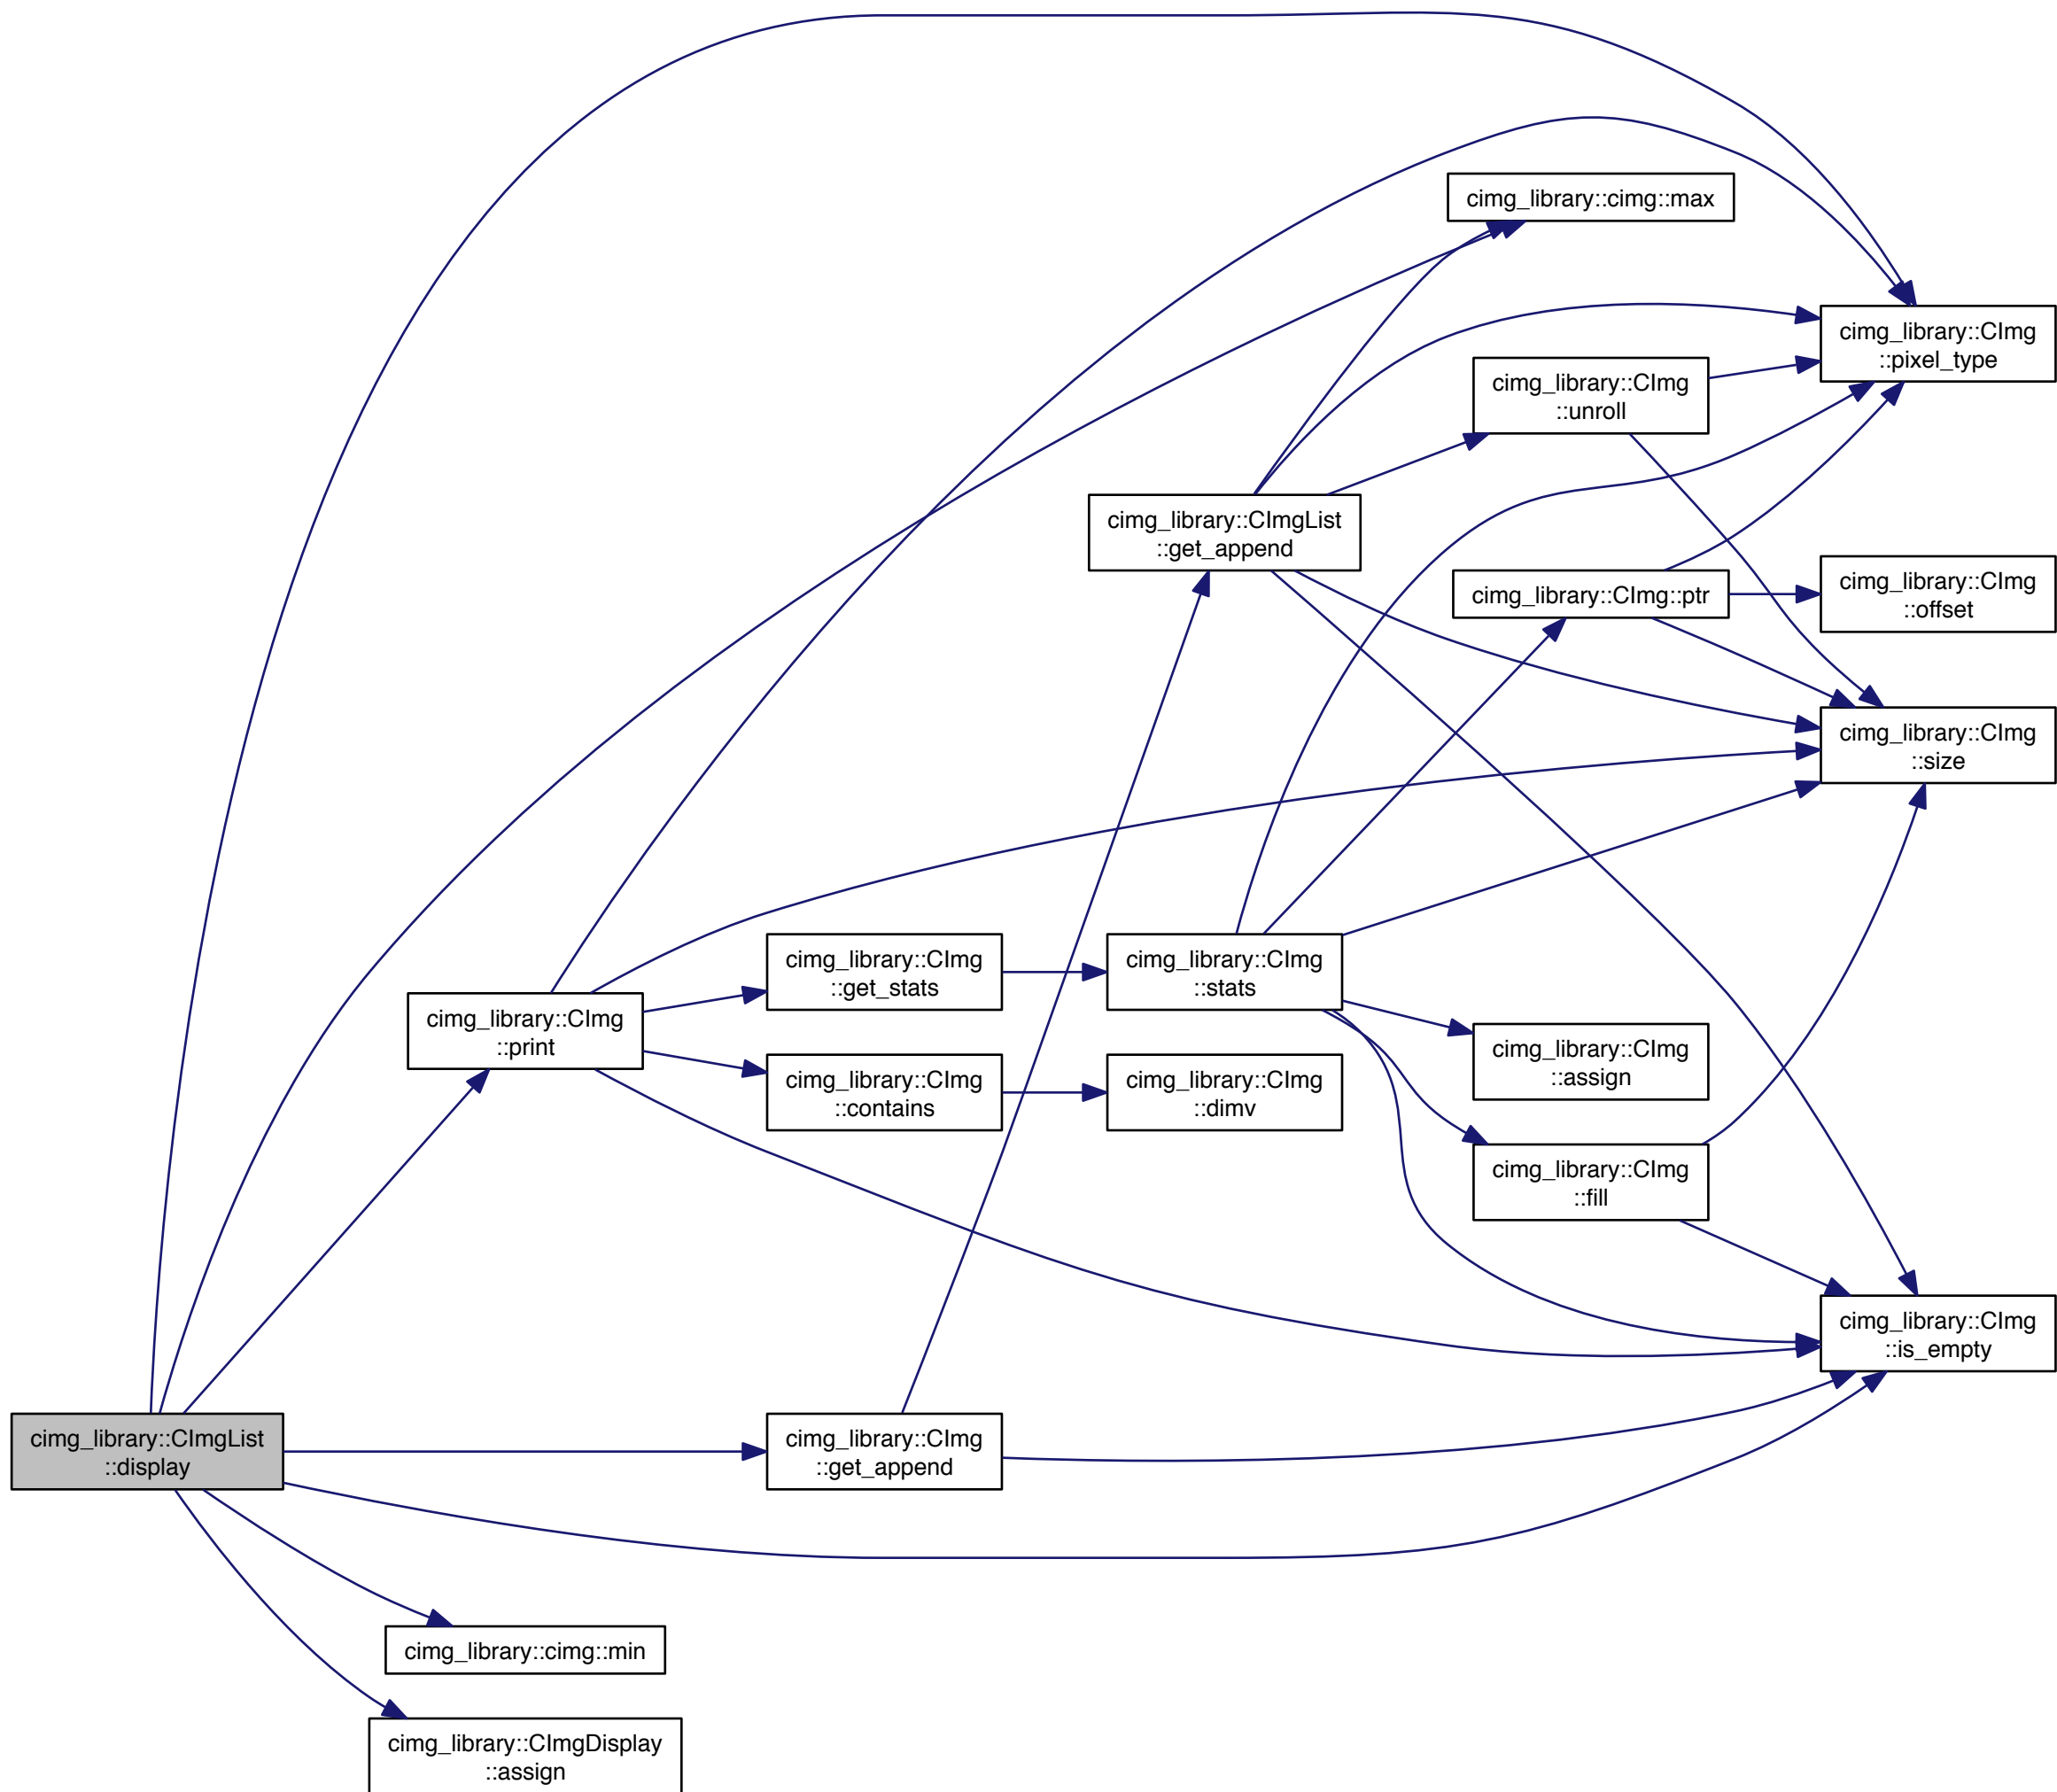 cimg_library::cimg::max
cimg_library::CImg
::pixel_type
cimg_library::CImg
::unroll
cimg_library::CImgList
::get_append
cimg_library::CImg::ptr
cimg_library::CImg
::offset
cimg_library::CImg
::size
cimg_library::CImg
::get_stats
cimg_library::CImg
::stats
cimg_library::CImg
::print
cimg_library::CImg
::contains
cimg_library::CImg
::dimv
cimg_library::CImg
::assign
cimg_library::CImg
::fill
cimg_library::CImg
::is_empty
cimg_library::CImgList
::display
cimg_library::CImg
::get_append
cimg_library::cimg::min
cimg_library::CImgDisplay
::assign